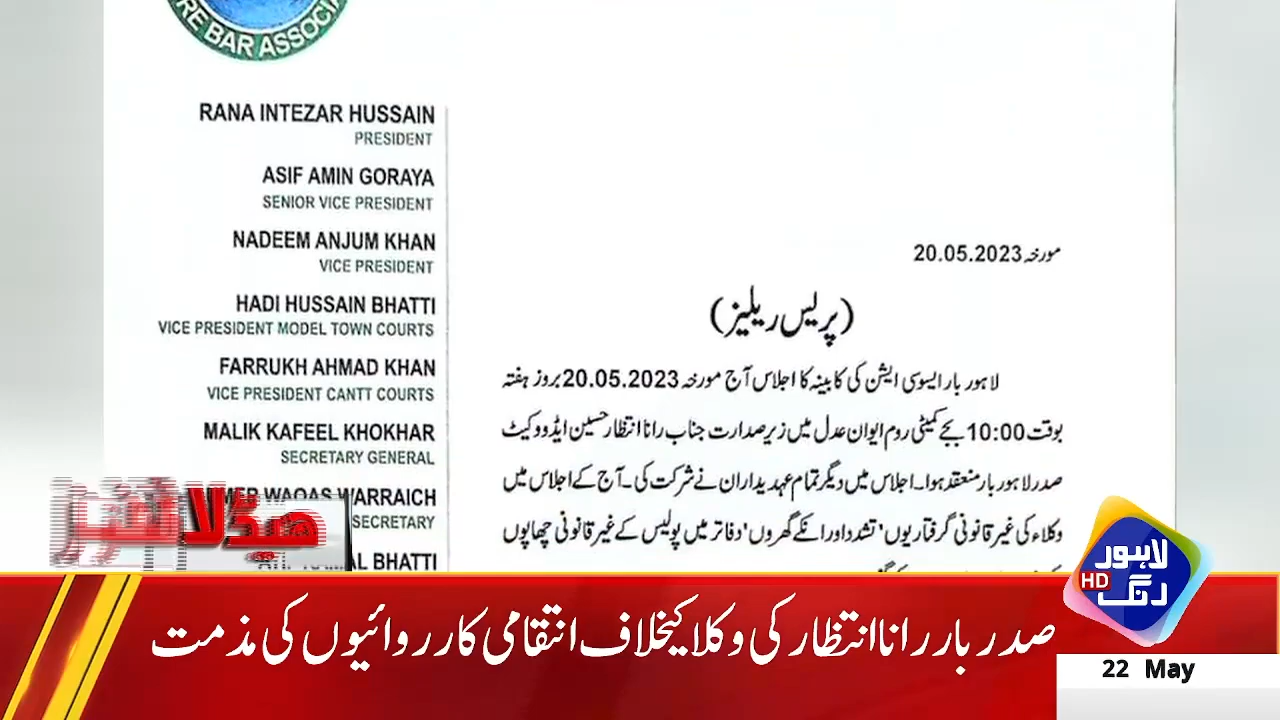 RE BAR ASSOCIA
RANA INTEZAR HUSSAIN
PRESIDENT
ASIF AMIN GORAYA
SENIOR VICE PRESIDENT
NADEEM ANJUM KHAN
VICE PRESIDENT
HADI HUSSAIN BHATTI
VICE PRESIDENT MODEL TOWN COURTS
FARRUKH AHMAD KHAN
VICE PRESIDENT CANTT COURTS
MALIK KAFEEL KHOKHAR
SECRETARY GENERAL
MER WAQAS WARRAICH
SECRETARY
AL BHATTI
مورخہ 20.05.2023
(پریس ریلیز)
لاہور بار ایسوسی ایشن کی کابینہ کا اجلاس آج مورخہ 20.05.2023 بروز ہفتہ
بوقت 10:00 بجے کمیٹی روم ایوان عدل میں زیر صدارت جناب رانا انتظار حسین ایڈووکیٹ
صدر لاہور بار منعقد ہوا۔ اجلاس میں دیگر تمام عہدیداران نے شرکت کی۔ آج کے اجلاس میں
وکلاء کی غیر قانونی گرفتاریوں' تشدد اور انکے گھروں' دفاتر میں پولیس کے غیر قانونی چھاپوں
ہیڈلائنز
لاہور
رنگ
HD
صدر بار رانا انتظار کی وکلا کیخلاف انتقامی کارروائیوں کی مذمت
22 May